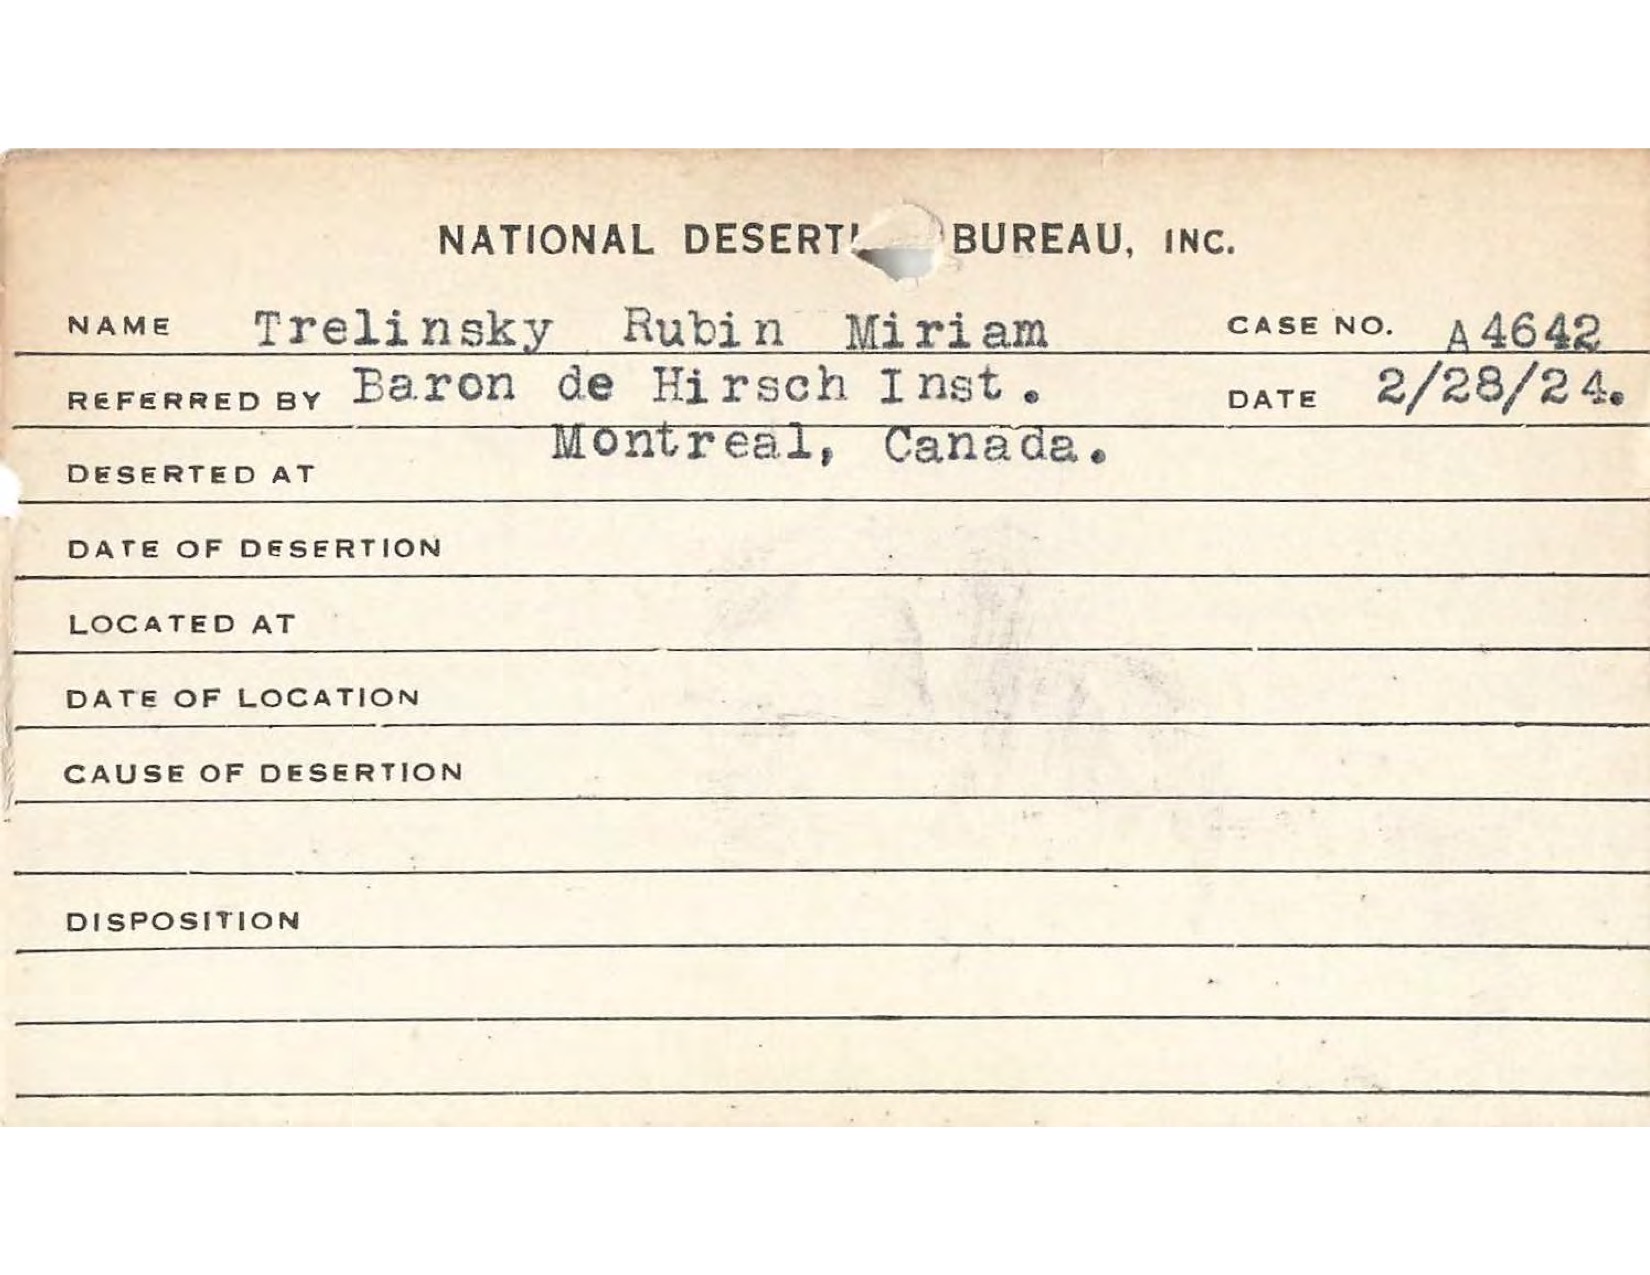 NATIONAL DESERTI BUREAU, INC.
NAME Trelinsky Rubin Miriam CASE NO. A4642
REFERRED BY Baron de Hirsch Inst. DATE 2/28/24.
Montreal, Canada.
DESERTED AT
DATE OF DESERTION
LOCATED AT
DATE OF LOCATION
CAUSE OF DESERTION
DISPOSITION